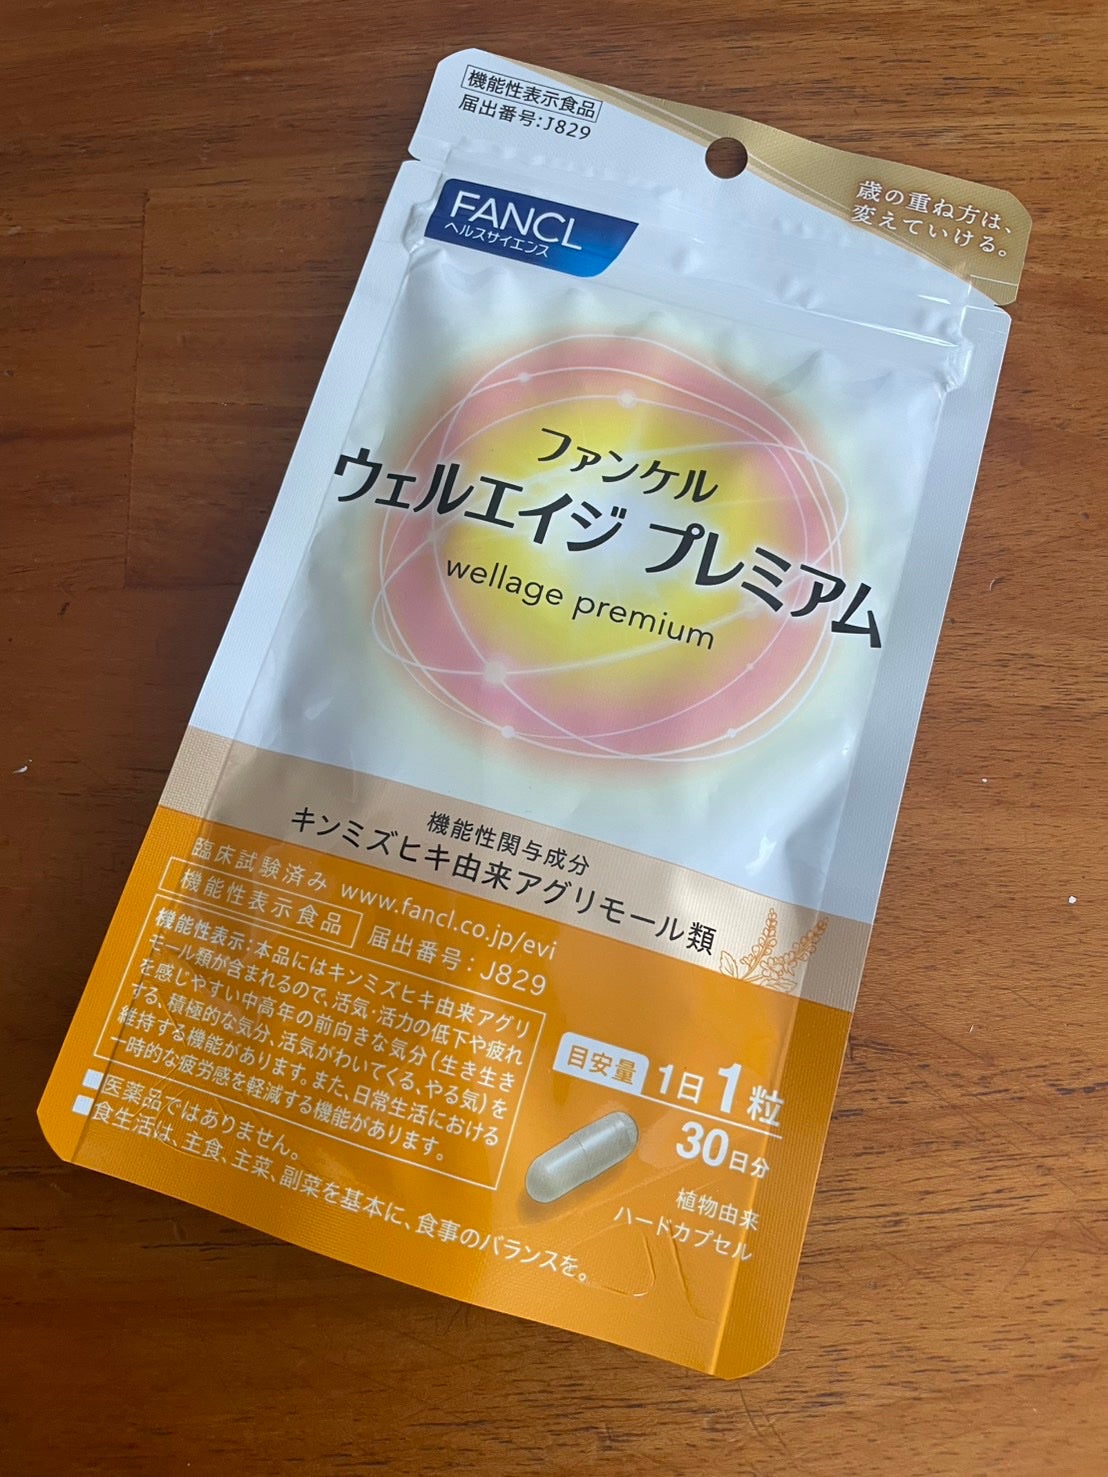 機能性表示食品
届出番号:J829
歳の重ね方は、
変えていける。
FANCL
ヘルスサイエンス
ファンケル
ウェルエイジ プレミアム
wellage premium
機能性関与成分
キンミズヒキ由来アグリモール類
臨床試験済み www.fancl.co.jp/evi
機能性表示食品 届出番号:J829
機能性表示:本品にはキンミズヒキ由来アグリ
モール類が含まれるので、活気・活力の低下や疲れ
を感じやすい中高年の前向きな気分(生き生き
する、積極的な気分、活気がわいてくる、やる気)を
維持する機能があります。また、日常生活における
一時的な疲労感を軽減する機能があります。
■医薬品ではありません。
■食生活は、主食、主菜、副菜を基本に、食事のバランスを。
目安量 1日1粒
30日分
植物由来
ハードカプセル